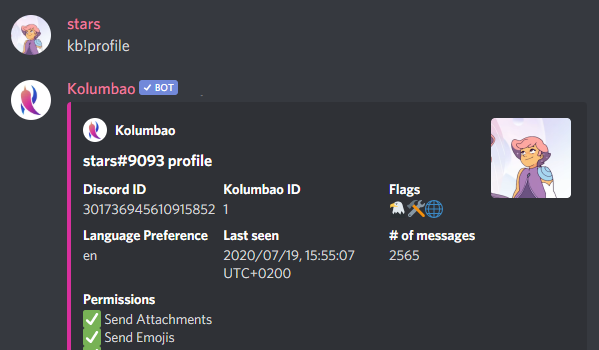 stars
kb!profile
Kolumbao BOT
Kolumbao
stars#9093 profile
Discord ID Kolumbao ID Flags
301736945610915852 1
Language Preference Last seen # of messages
en 2020/07/19, 15:55:07 2565
UTC+0200
Permissions
Send Attachments
Send Emojis